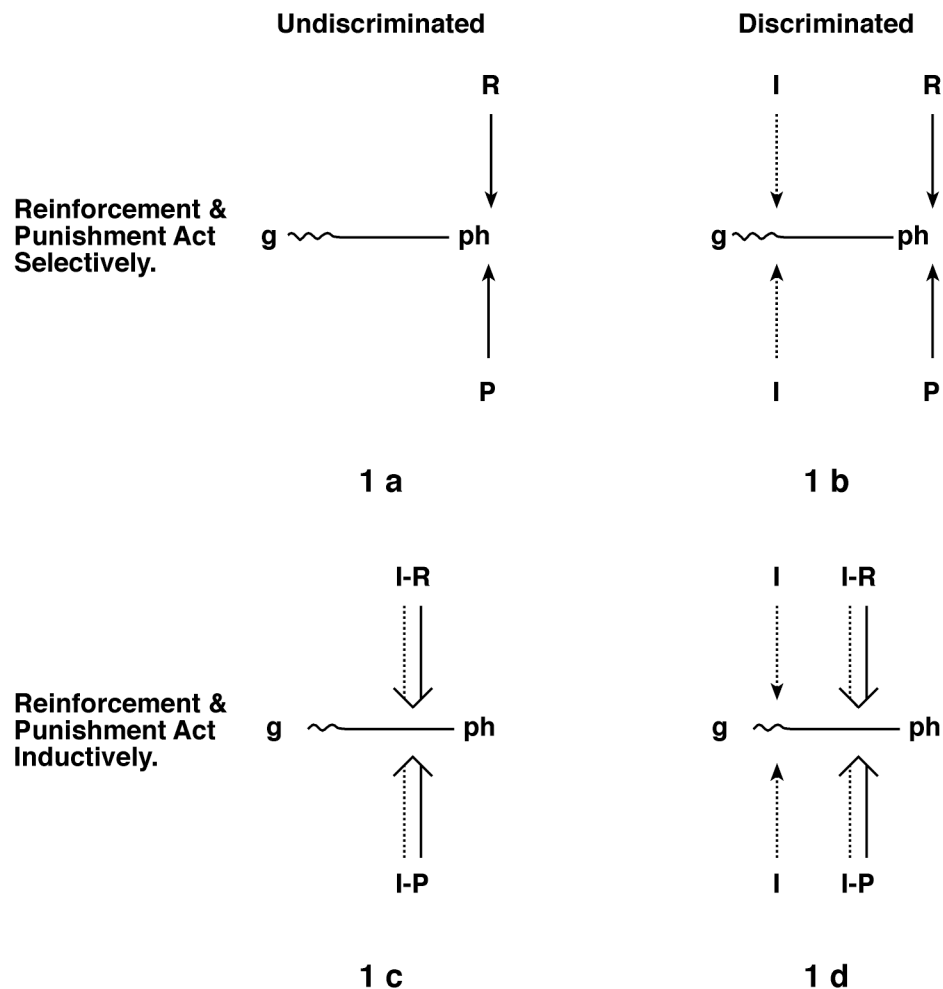 Undiscriminated
Discriminated
R
I
R
Reinforcement &
Punishment Act
Selectively.
g
ph
g
ph
P
I
P
1 a
1 b
I-R
I
I-R
Reinforcement &
Punishment Act
Inductively.
g
ph
g
ph
I-P
I
I-P
1 c
1 d